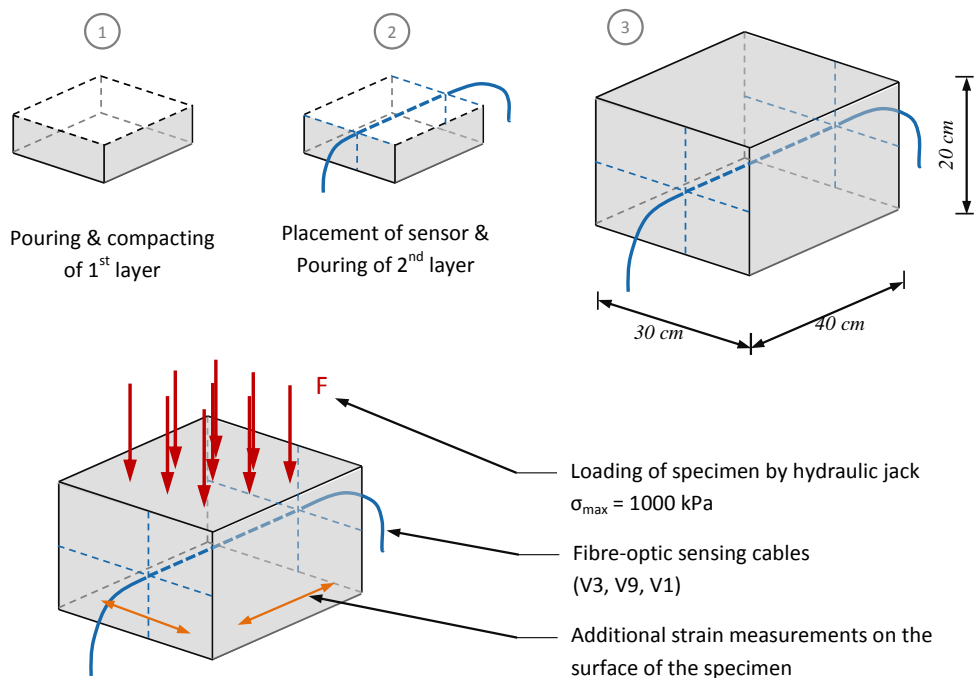 1
2
3
Pouring & compacting
of 1st layer
Placement of sensor &
Pouring of 2nd layer
20 cm
30 cm
40 cm
F
Loading of specimen by hydraulic jack
σmax = 1000 kPa
Fibre-optic sensing cables
(V3, V9, V1)
Additional strain measurements on the
surface of the specimen